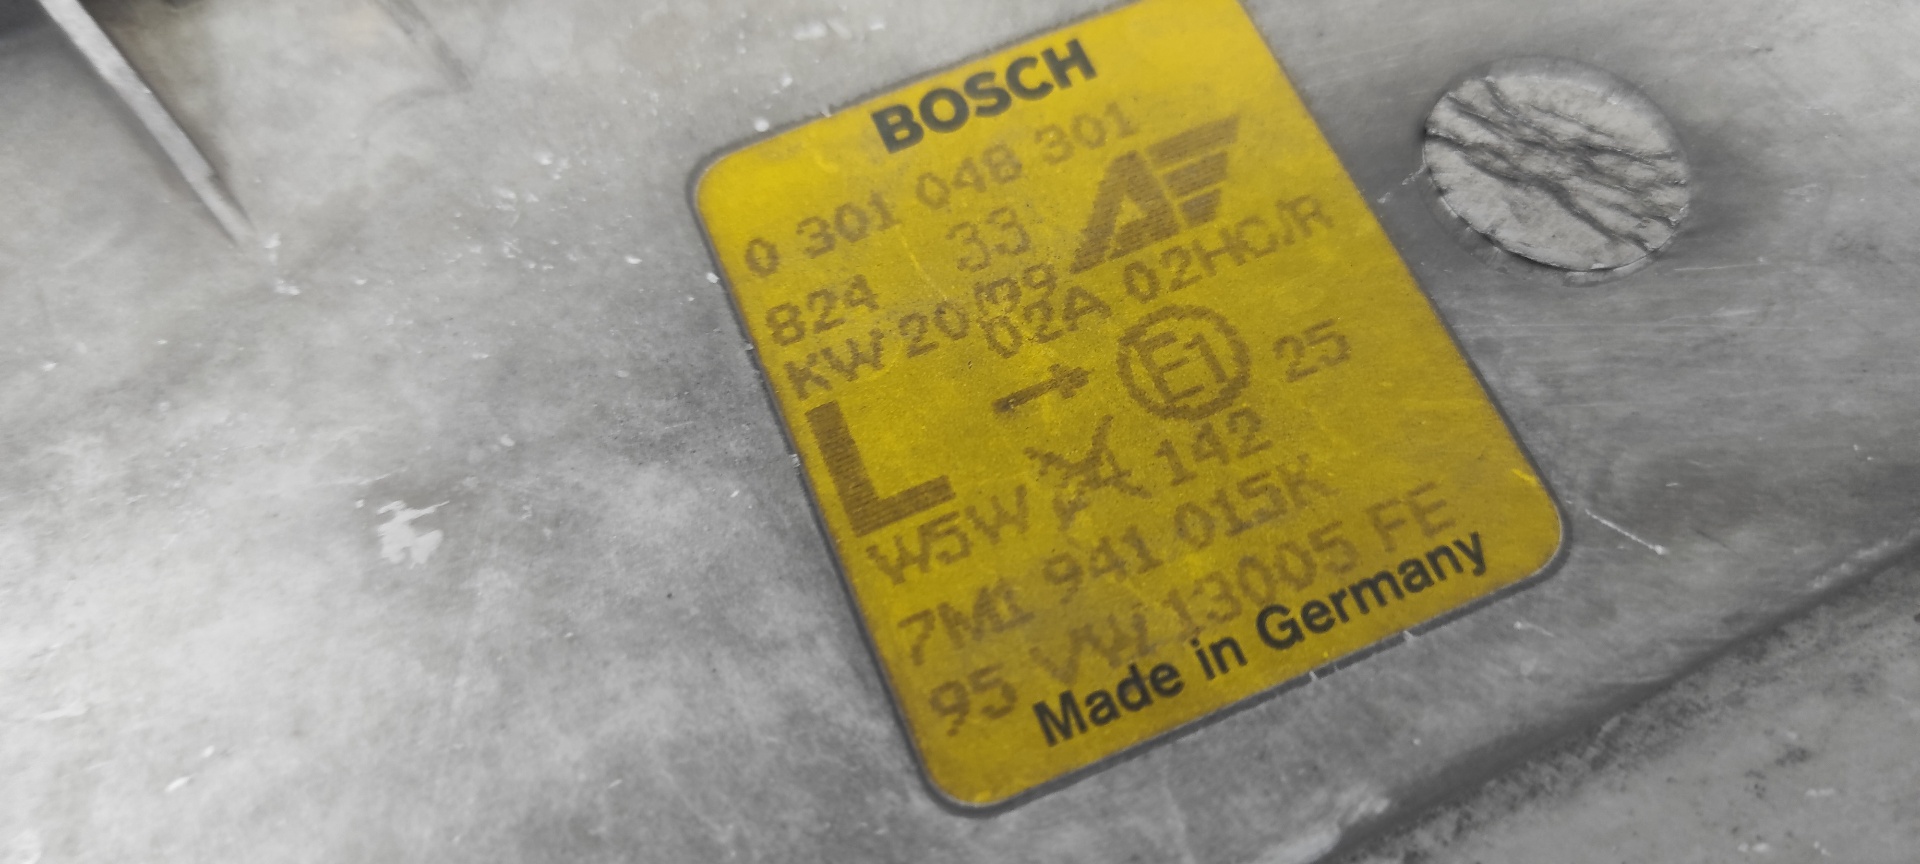 BOSCH
0 301 048 301
824 33
KW 20/99
02A 02HC/R
L → E1 25
W5W 142
7M1 941 015K
95 VW 13005 FE
Made in Germany